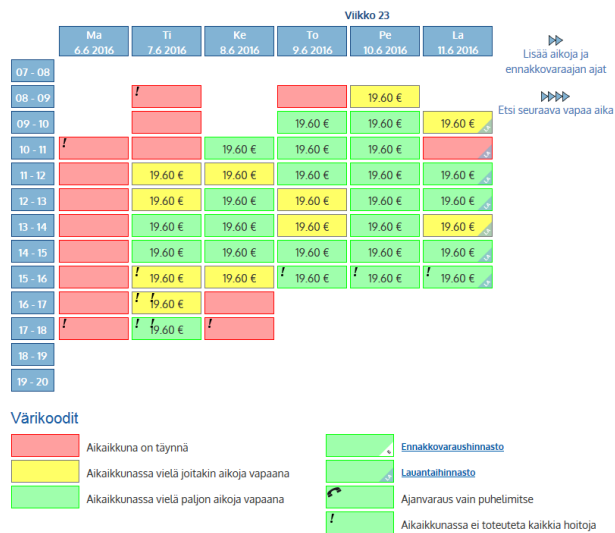 Viikko 23
Ma Ti Ke To Pe La
6.6 2016 7.6 2016 8.6 2016 9.6 2016 10.6 2016 11.6 2016
Lisää aikoja ja
ennakkovaraajan ajat
Etsi seuraava vapaa aika
07 - 08
08 - 09 ! 19.60 €
09 - 10 19.60 € 19.60 € 19.60 €
10 - 11 ! 19.60 € 19.60 € 19.60 €
11 - 12 19.60 € 19.60 € 19.60 € 19.60 € 19.60 €
12 - 13 19.60 € 19.60 € 19.60 € 19.60 € 19.60 €
13 - 14 19.60 € 19.60 € 19.60 € 19.60 € 19.60 €
14 - 15 19.60 € 19.60 € 19.60 € 19.60 € 19.60 €
15 - 16 ! 19.60 € 19.60 € ! 19.60 € ! 19.60 € ! 19.60 €
16 - 17 ! ! 19.60 €
17 - 18 ! ! ! 19.60 € !
18 - 19
19 - 20
Värikoodit
Aikaikkuna on täynnä
Aikaikkunassa vielä joitakin aikoja vapaana
Aikaikkunassa vielä paljon aikoja vapaana
Ennakkovaraushinnasto
Lauantaihinnasto
Ajanvaraus vain puhelimitse
! Aikaikkunassa ei toteuteta kaikkia hoitoja